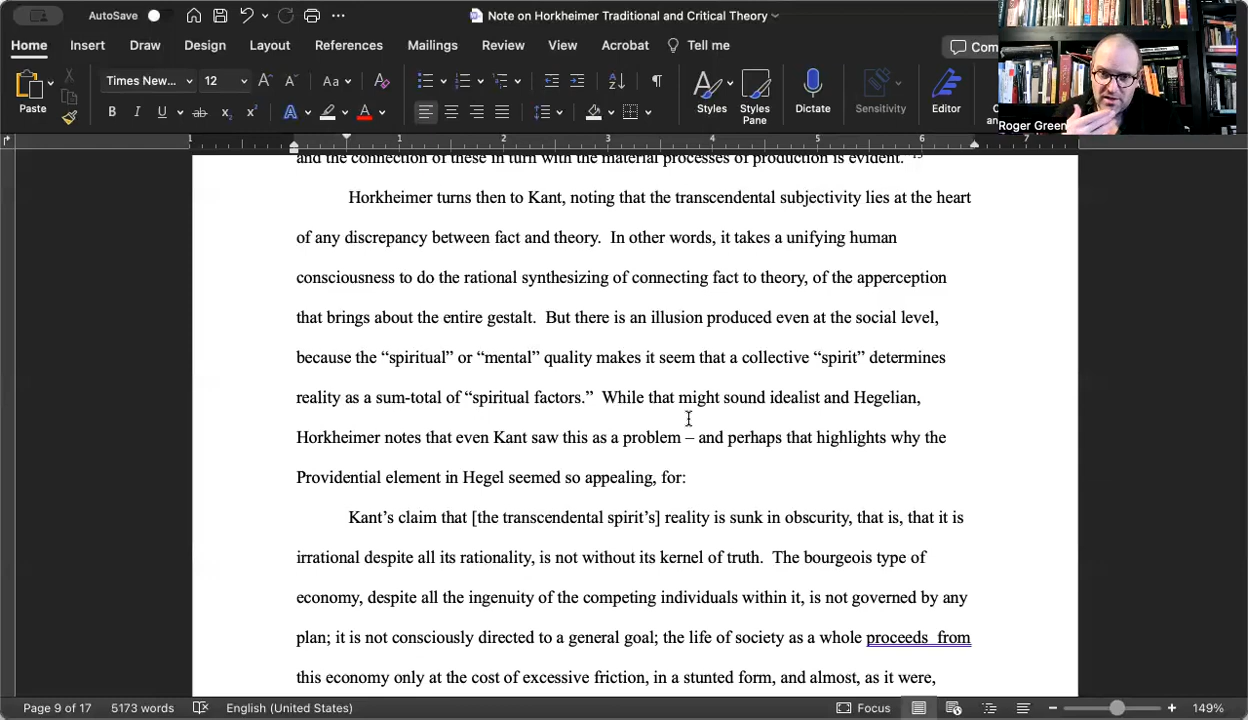 AutoSave
Note on Horkheimer Traditional and Critical Theory
Home Insert Draw Design Layout References Mailings Review View Acrobat Tell me
Paste
Times New... 12
Aa
B I U ab x₂ x²
A A
Styles
Styles
Pane
Dictate
Sensitivity
Editor
Roger Green
1 1 2 3 4 5 6 7
and the connection of these in turn with the material processes of production is evident.”
Horkheimer turns then to Kant, noting that the transcendental subjectivity lies at the heart
of any discrepancy between fact and theory. In other words, it takes a unifying human
consciousness to do the rational synthesizing of connecting fact to theory, of the apperception
that brings about the entire gestalt. But there is an illusion produced even at the social level,
because the “spiritual” or “mental” quality makes it seem that a collective “spirit” determines
reality as a sum-total of “spiritual factors.” While that might sound idealist and Hegelian,
Horkheimer notes that even Kant saw this as a problem – and perhaps that highlights why the
Providential element in Hegel seemed so appealing, for:
Kant’s claim that [the transcendental spirit’s] reality is sunk in obscurity, that is, that it is
irrational despite all its rationality, is not without its kernel of truth. The bourgeois type of
economy, despite all the ingenuity of the competing individuals within it, is not governed by any
plan; it is not consciously directed to a general goal; the life of society as a whole proceeds from
this economy only at the cost of excessive friction, in a stunted form, and almost, as it were,
Page 9 of 17 5173 words English (United States) Focus 149%